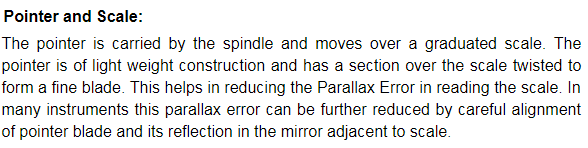 Pointer and Scale:
The pointer is carried by the spindle and moves over a graduated scale. The
pointer is of light weight construction and has a section over the scale twisted to
form a fine blade. This helps in reducing the Parallax Error in reading the scale. In
many instruments this parallax error can be further reduced by careful alignment
of pointer blade and its reflection in the mirror adjacent to scale.